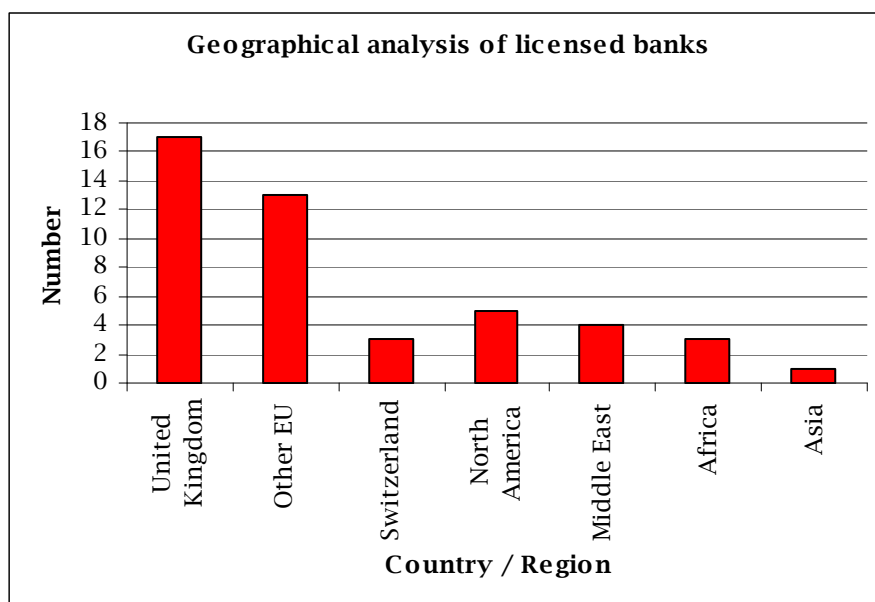 Geographical analysis of licensed banks
Number
18
16
14
12
10
8
6
4
2
0
United
Kingdom
Other EU
Switzerland
North
America
Middle East
Africa
Asia
Country / Region